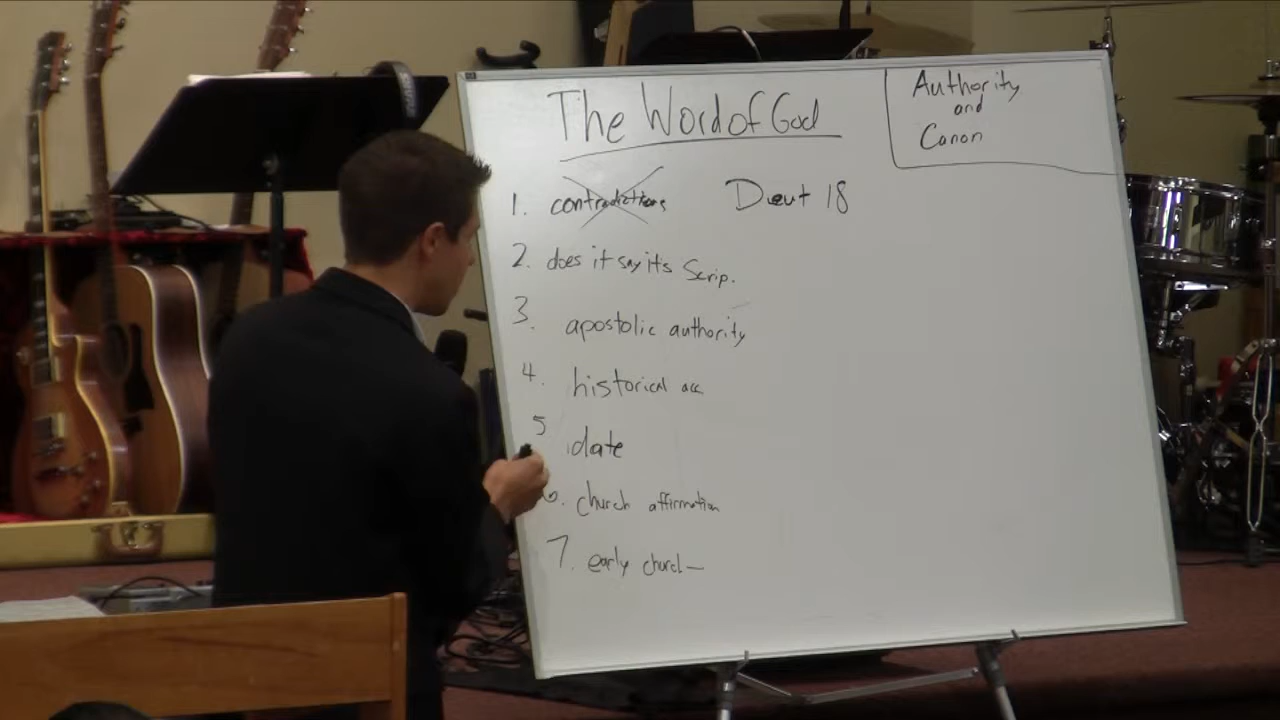 The Word of God
Authority
and
Canon
1. contradictions Deut 18
2. does it say it's Scrip.
3. apostolic authority
4. historical acc
5 date
6. church affirmation
7. early church